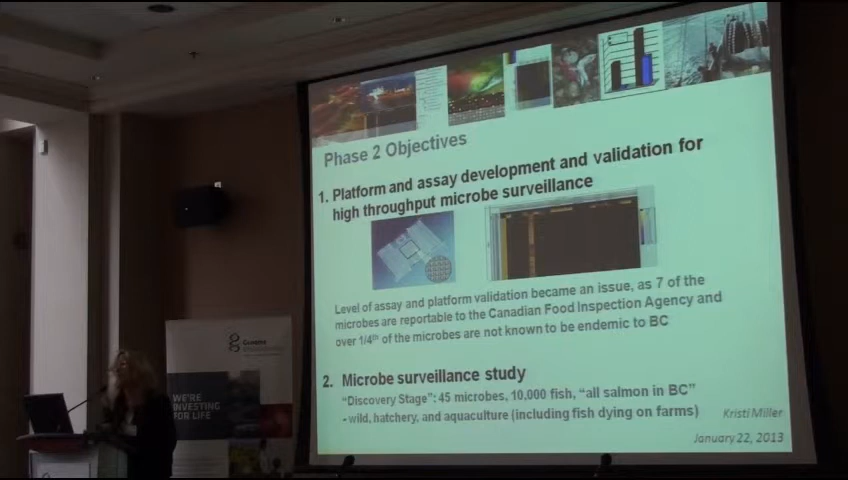 Phase 2 Objectives
1. Platform and assay development and validation for
high throughput microbe surveillance
Level of assay and platform validation became an issue, as 7 of the
microbes are reportable to the Canadian Food Inspection Agency and
over 1/4th of the microbes are not known to be endemic to BC
2. Microbe surveillance study
"Discovery Stage": 45 microbes, 10,000 fish, "all salmon in BC"
- wild, hatchery, and aquaculture (including fish dying on farms)
Kristi Miller
January 22, 2013
WE'RE
INVESTING
FOR LIFE